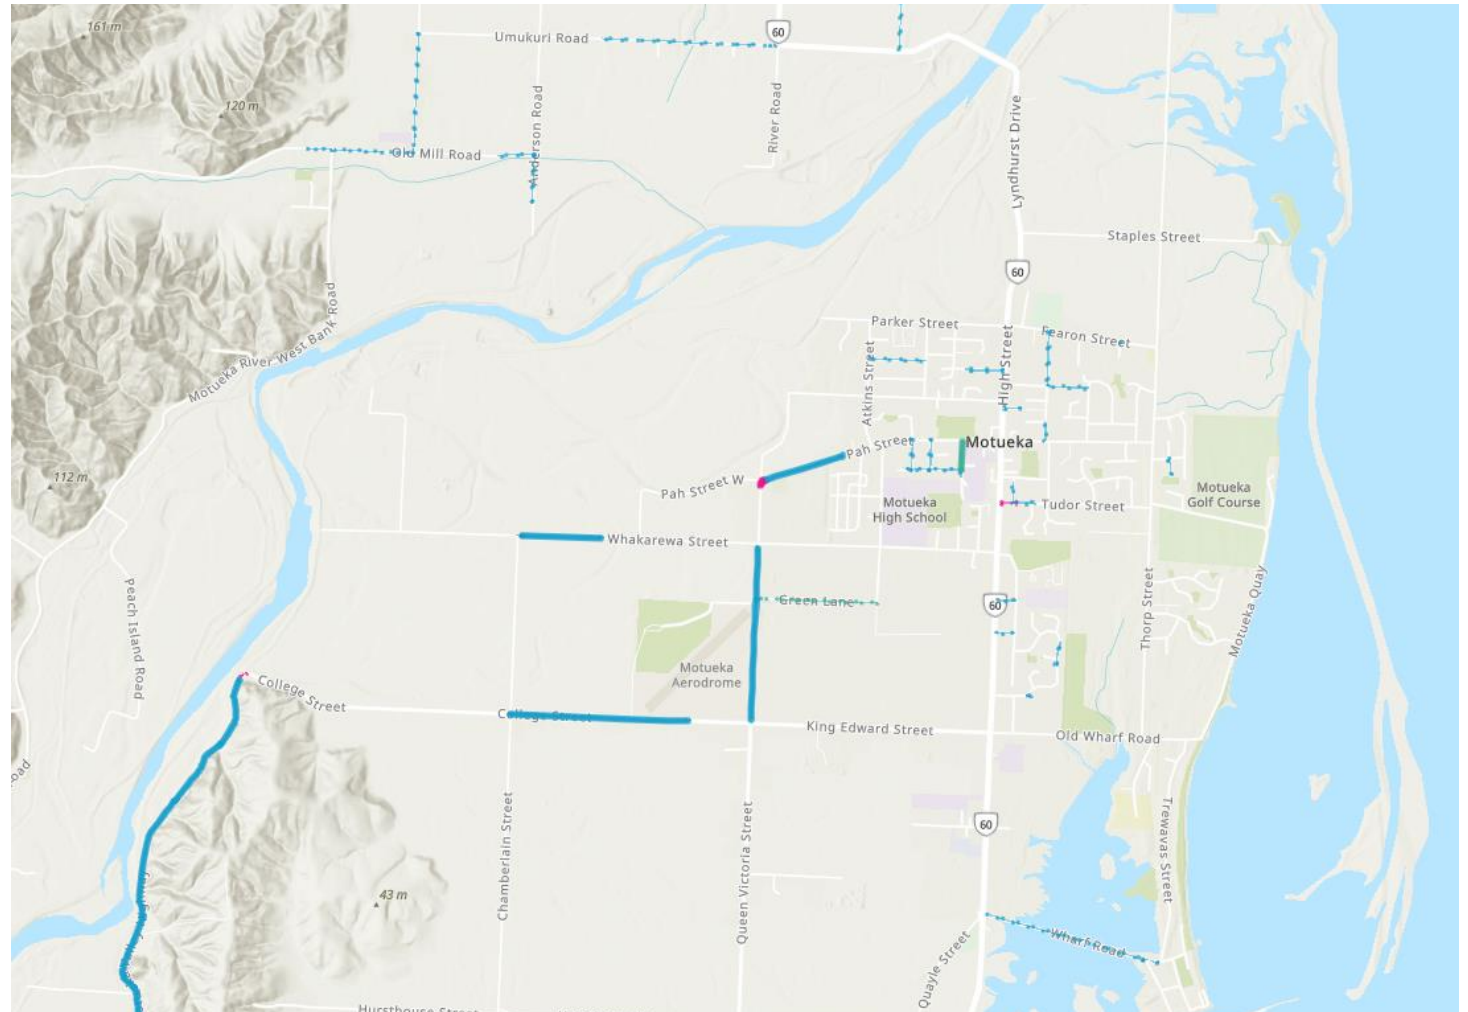 161 m
Umukuri Road
60
120 m
Anderson Road
River Road
Lyndhurst Drive
Old Mill Road
Staples Street
60
Motueka River West Bank Road
Parker Street
Fearon Street
High Street
Atkins Street
Pah Street
Motueka
112 m
Pah Street W
Motueka
High School
Tudor Street
Motueka
Golf Course
Whakarewa Street
Peach Island Road
Green Lane
60
Thorp Street
Motueka Quay
Motueka
Aerodrome
College Street
College Street
King Edward Street
Old Wharf Road
Chamberlain Street
Queen Victoria Street
60
Trewavas Street
43 m
Wharf Road
Quayle Street
Hursthouse Street